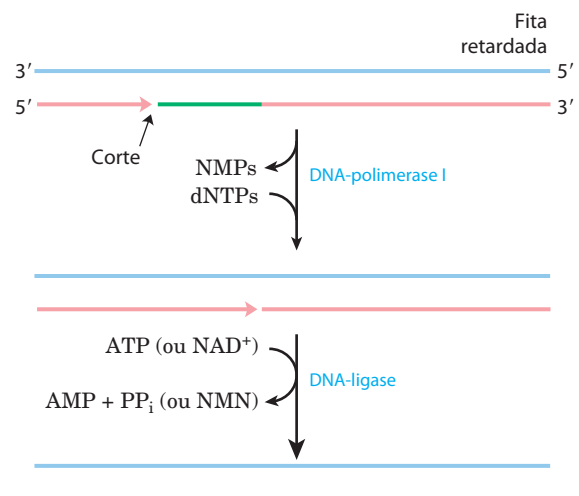 Fita
retardada
3′ 5′
5′ 3′
Corte
NMPs
DNA-polimerase I
dNTPs
ATP (ou NAD⁺)
DNA-ligase
AMP + PPᵢ (ou NMN)